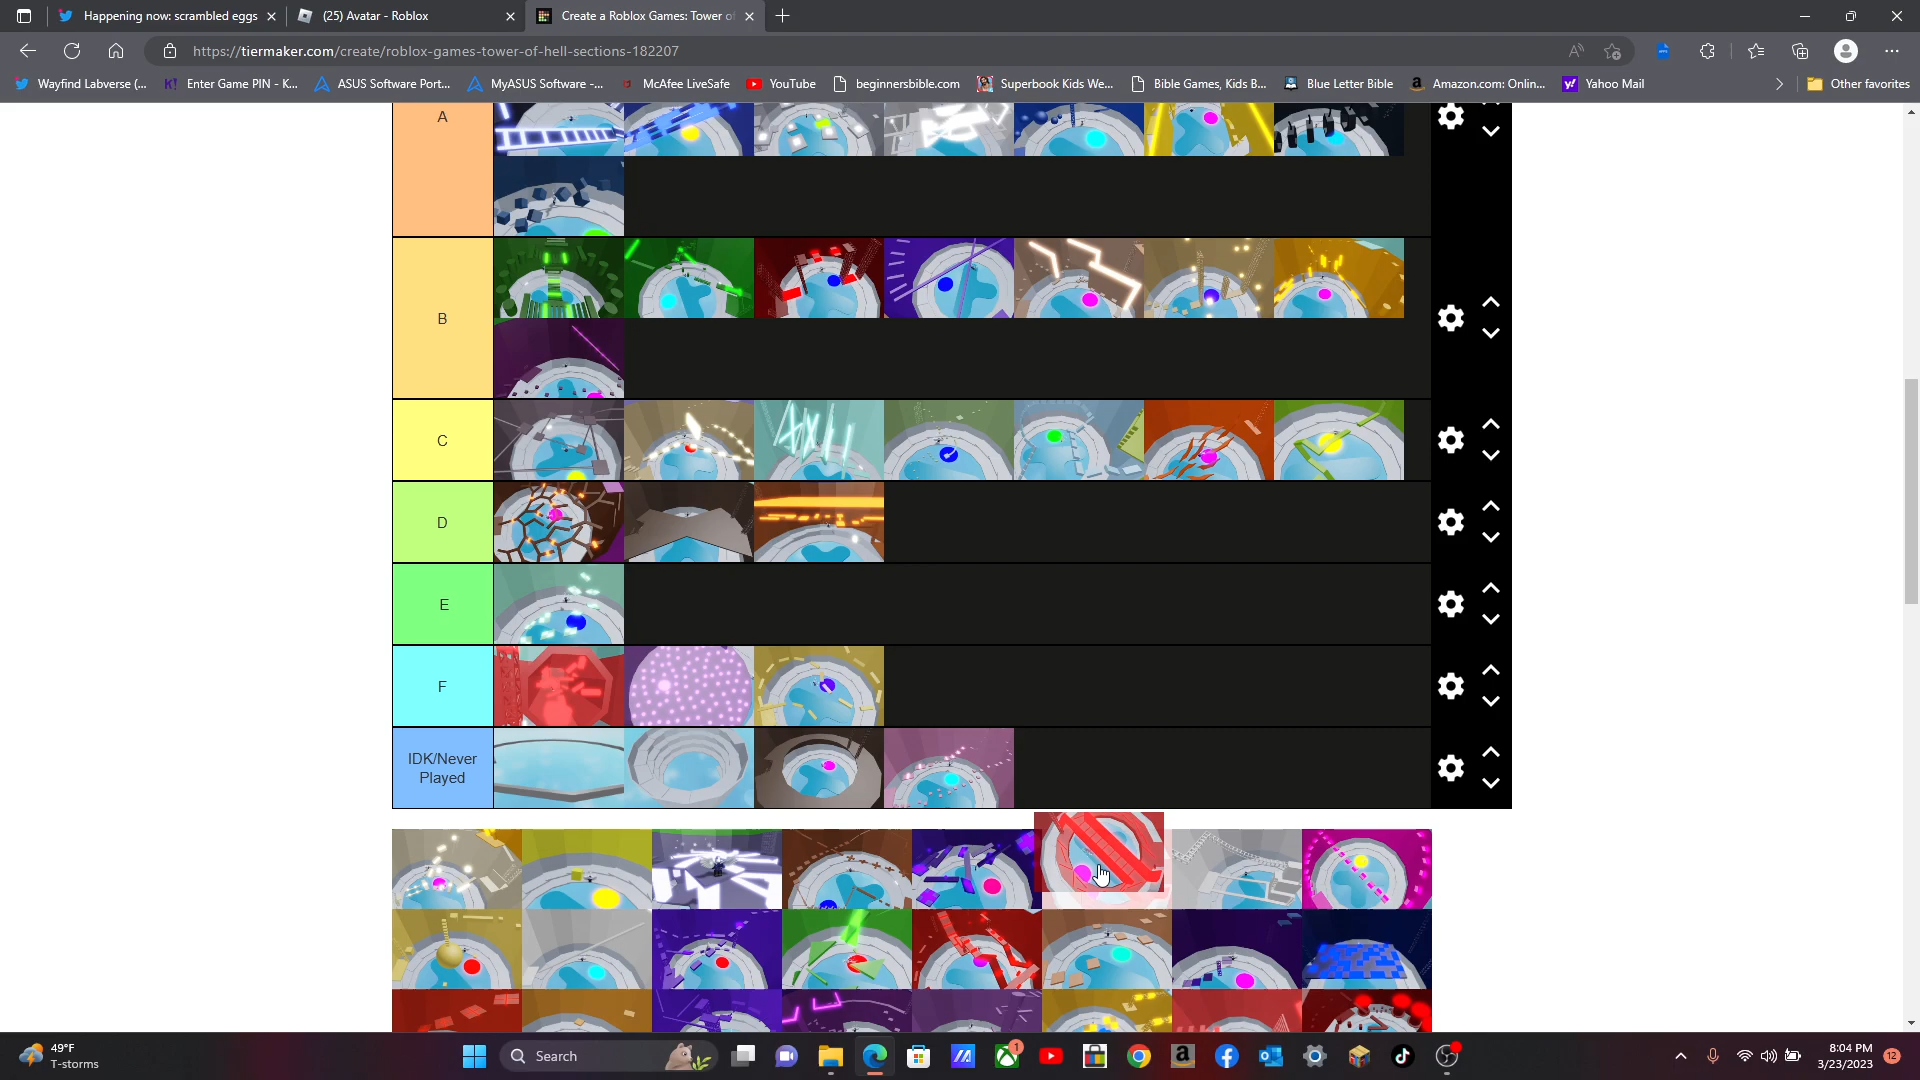 Happening now: scrambled eggs
(25) Avatar - Roblox
Create a Roblox Games: Tower of
https://tiermaker.com/create/roblox-games-tower-of-hell-sections-182207
Wayfind Labverse (...
Enter Game PIN - K...
ASUS Software Port...
MyASUS Software -...
McAfee LiveSafe
YouTube
beginnersbible.com
Superbook Kids We...
Bible Games, Kids B...
Blue Letter Bible
Amazon.com: Onlin...
Yahoo Mail
Other favorites
A
B
C
D
E
F
IDK/Never
Played
49°F
T-storms
Search
1
8:04 PM
3/23/2023
12